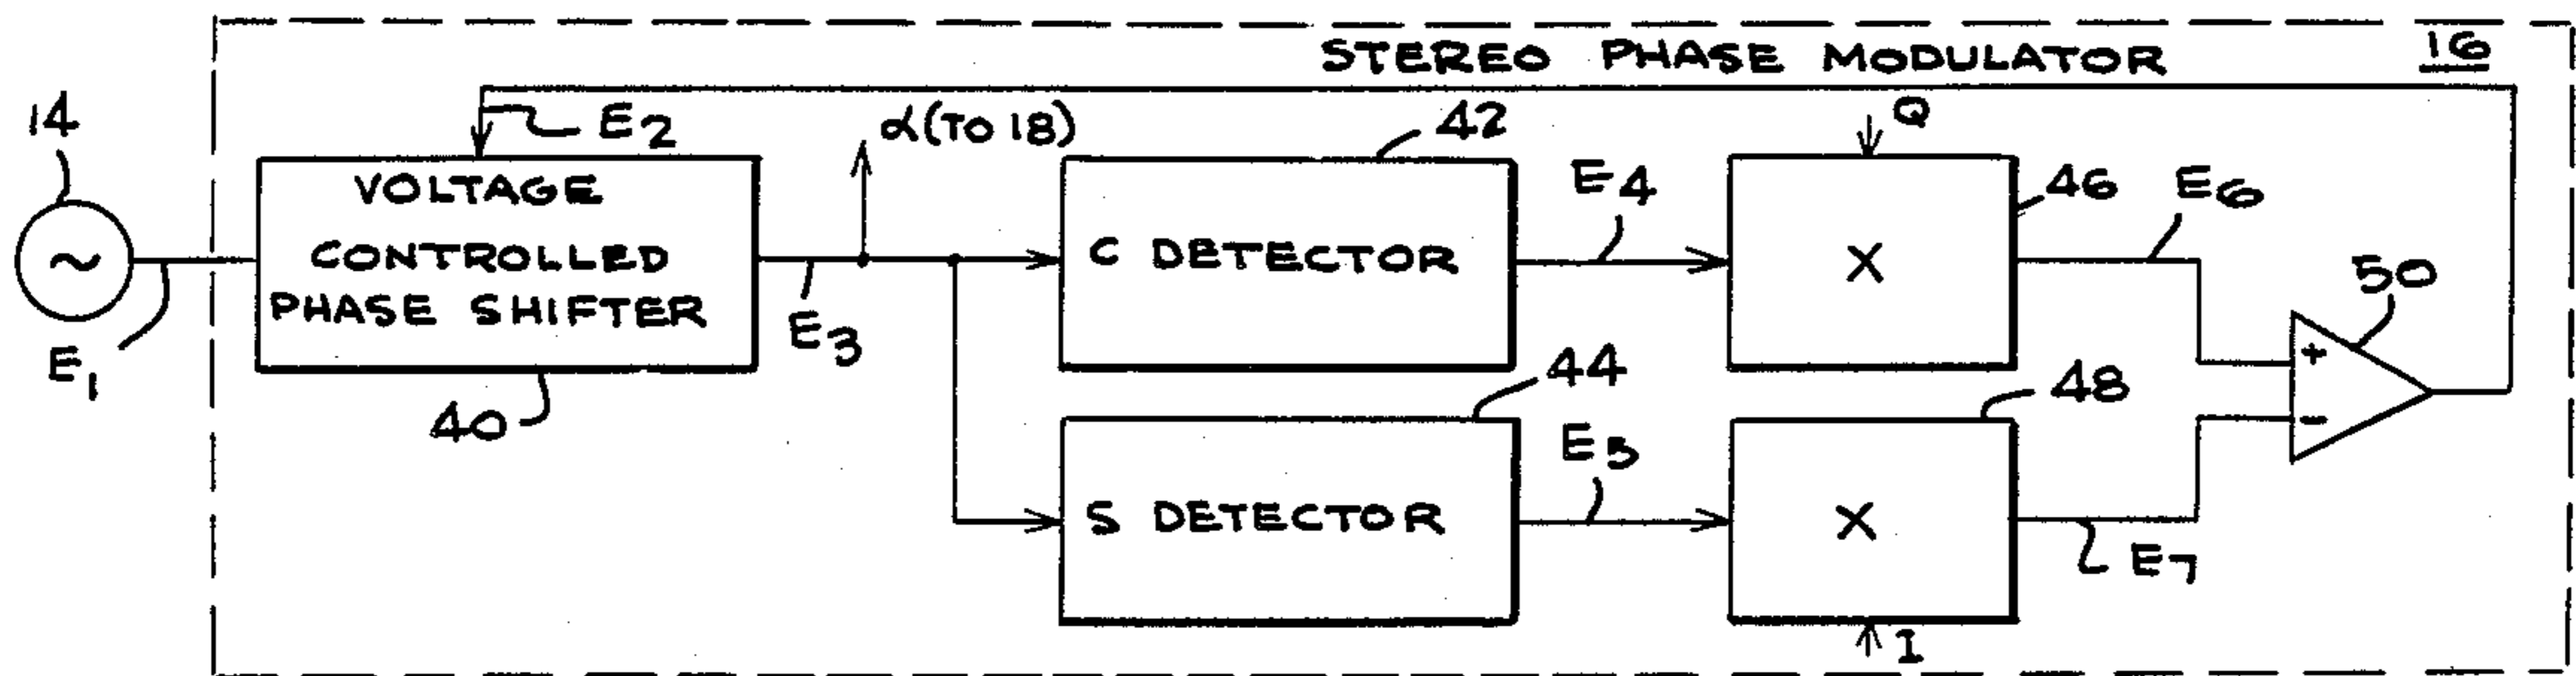 STEREO PHASE MODULATOR
16
14
E1
E2
VOLTAGE
CONTROLLED
PHASE SHIFTER
40
E3
α (TO 18)
42
C DETECTOR
E4
Q
X
46
E6
44
S DETECTOR
E5
48
X
I
E7
50
+
−
~